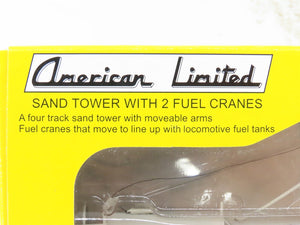 American Limited
SAND TOWER WITH 2 FUEL CRANES
A four track sand tower with moveable arms
Fuel cranes that move to line up with locomotive fuel tanks